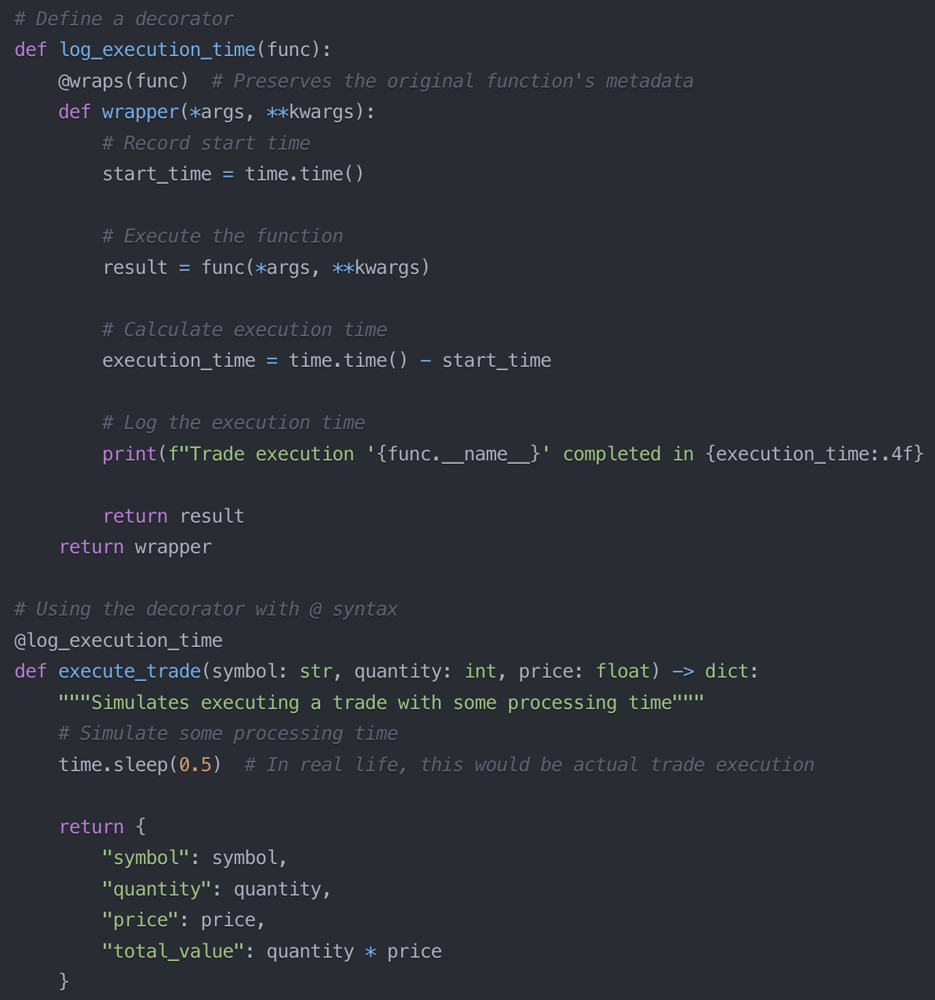 # Define a decorator
def log_execution_time(func):
    @wraps(func)  # Preserves the original function's metadata
    def wrapper(*args, **kwargs):
        # Record start time
        start_time = time.time()
        # Execute the function
        result = func(*args, **kwargs)
        # Calculate execution time
        execution_time = time.time() - start_time
        # Log the execution time
        print(f"Trade execution '{func.__name__}' completed in {execution_time:.4f}
        return result
    return wrapper
# Using the decorator with @ syntax
@log_execution_time
def execute_trade(symbol: str, quantity: int, price: float) -> dict:
    """Simulates executing a trade with some processing time"""
    # Simulate some processing time
    time.sleep(0.5)  # In real life, this would be actual trade execution
    return {
        "symbol": symbol,
        "quantity": quantity,
        "price": price,
        "total_value": quantity * price
    }